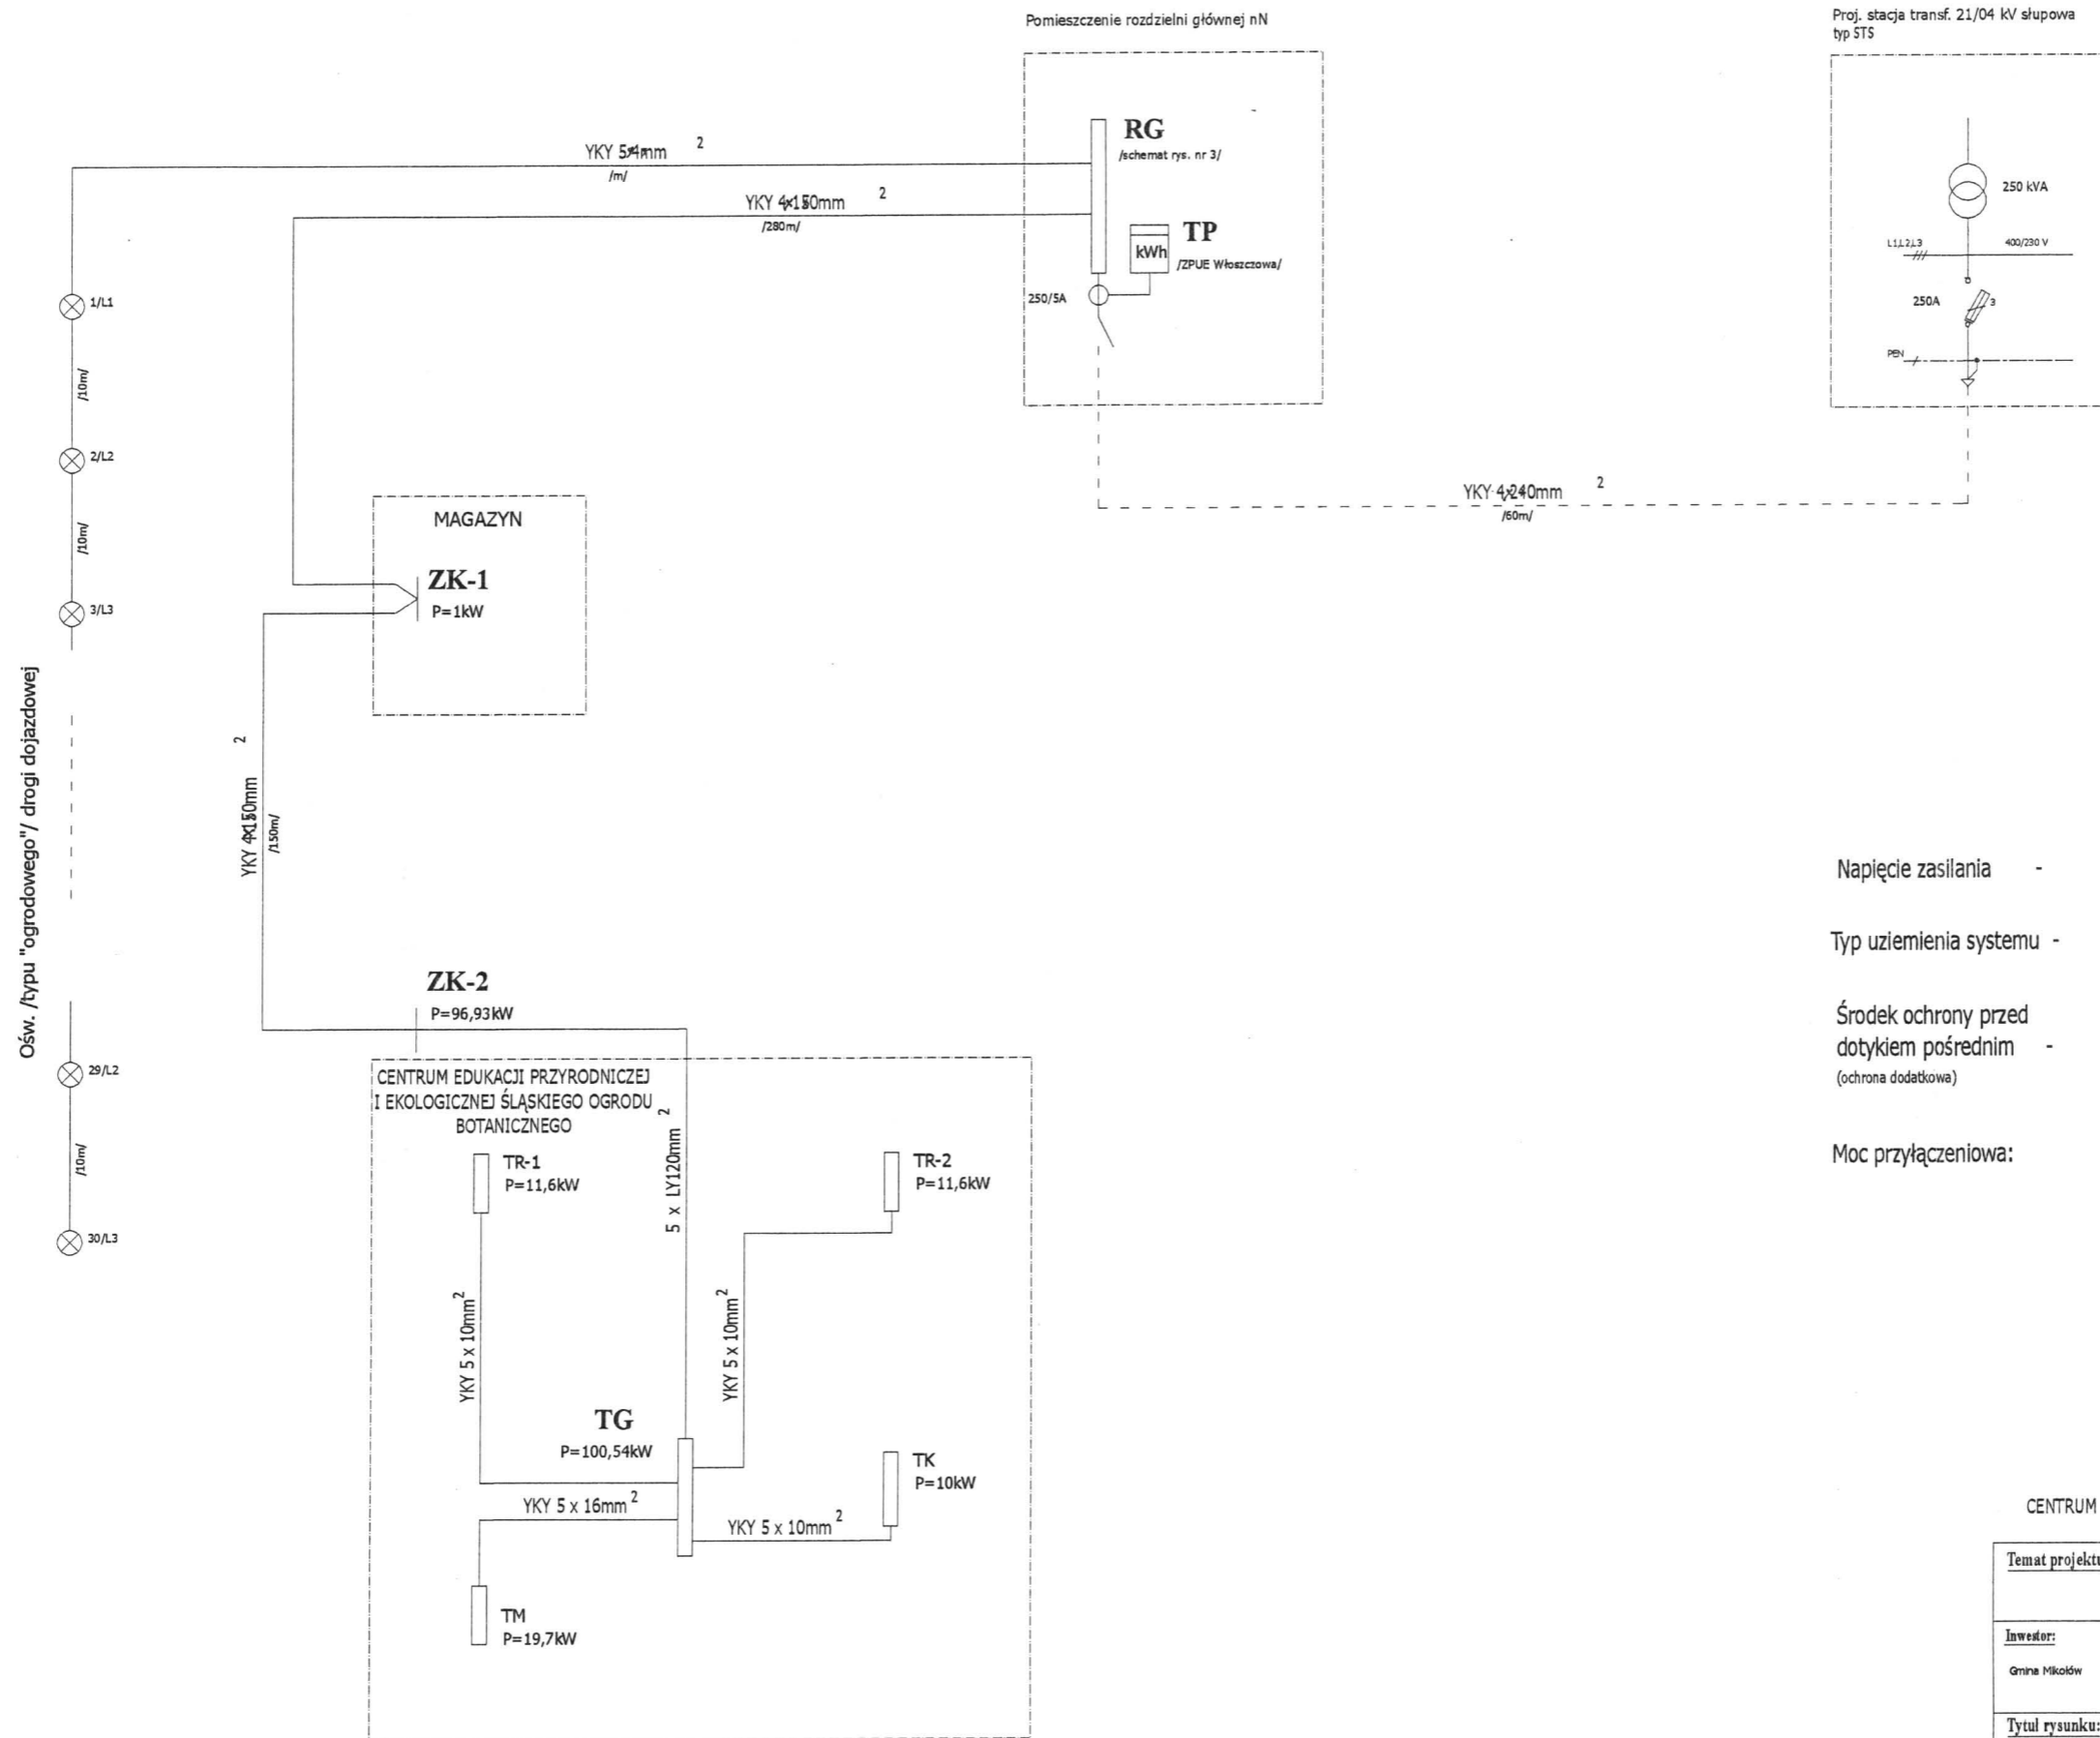 Pomieszczenie rozdzielni głównej nN
Proj. stacja transf. 21/04 kV słupowa
typ STS
RG
/schemat rys. nr 3/
TP
kWh
/ZPUE Włoszczowa/
250/5A
250 kVA
L1,L2,L3
400/230 V
250A
3
PEN
YKY 5x4mm 2
/m/
YKY 4x150mm 2
/280m/
YKY 4x240mm 2
/60m/
1/L1
/10m/
2/L2
/10m/
3/L3
29/L2
/10m/
30/L3
Ośw. /typu "ogrodowego"/ drogi dojazdowej
MAGAZYN
ZK-1
P=1kW
YKY 4x150mm 2
/150m/
ZK-2
P=96,93kW
CENTRUM EDUKACJI PRZYRODNICZEJ
I EKOLOGICZNEJ ŚLĄSKIEGO OGRODU
BOTANICZNEGO
5 x LY120mm 2
TR-1
P=11,6kW
TR-2
P=11,6kW
YKY 5 x 10mm 2
YKY 5 x 10mm 2
TG
P=100,54kW
TK
P=10kW
YKY 5 x 16mm 2
YKY 5 x 10mm 2
TM
P=19,7kW
Napięcie zasilania -
Typ uziemienia systemu -
Środek ochrony przed
dotykiem pośrednim -
(ochrona dodatkowa)
Moc przyłączeniowa:
CENTRUM
Temat projektu
Inwestor:
Gmina Mikołów
Tytuł rysunku: